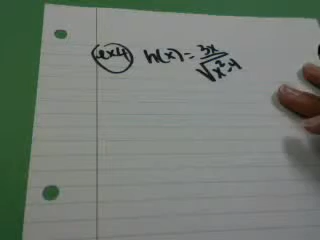 ex4 h(x) = 3x/√(x²-4)